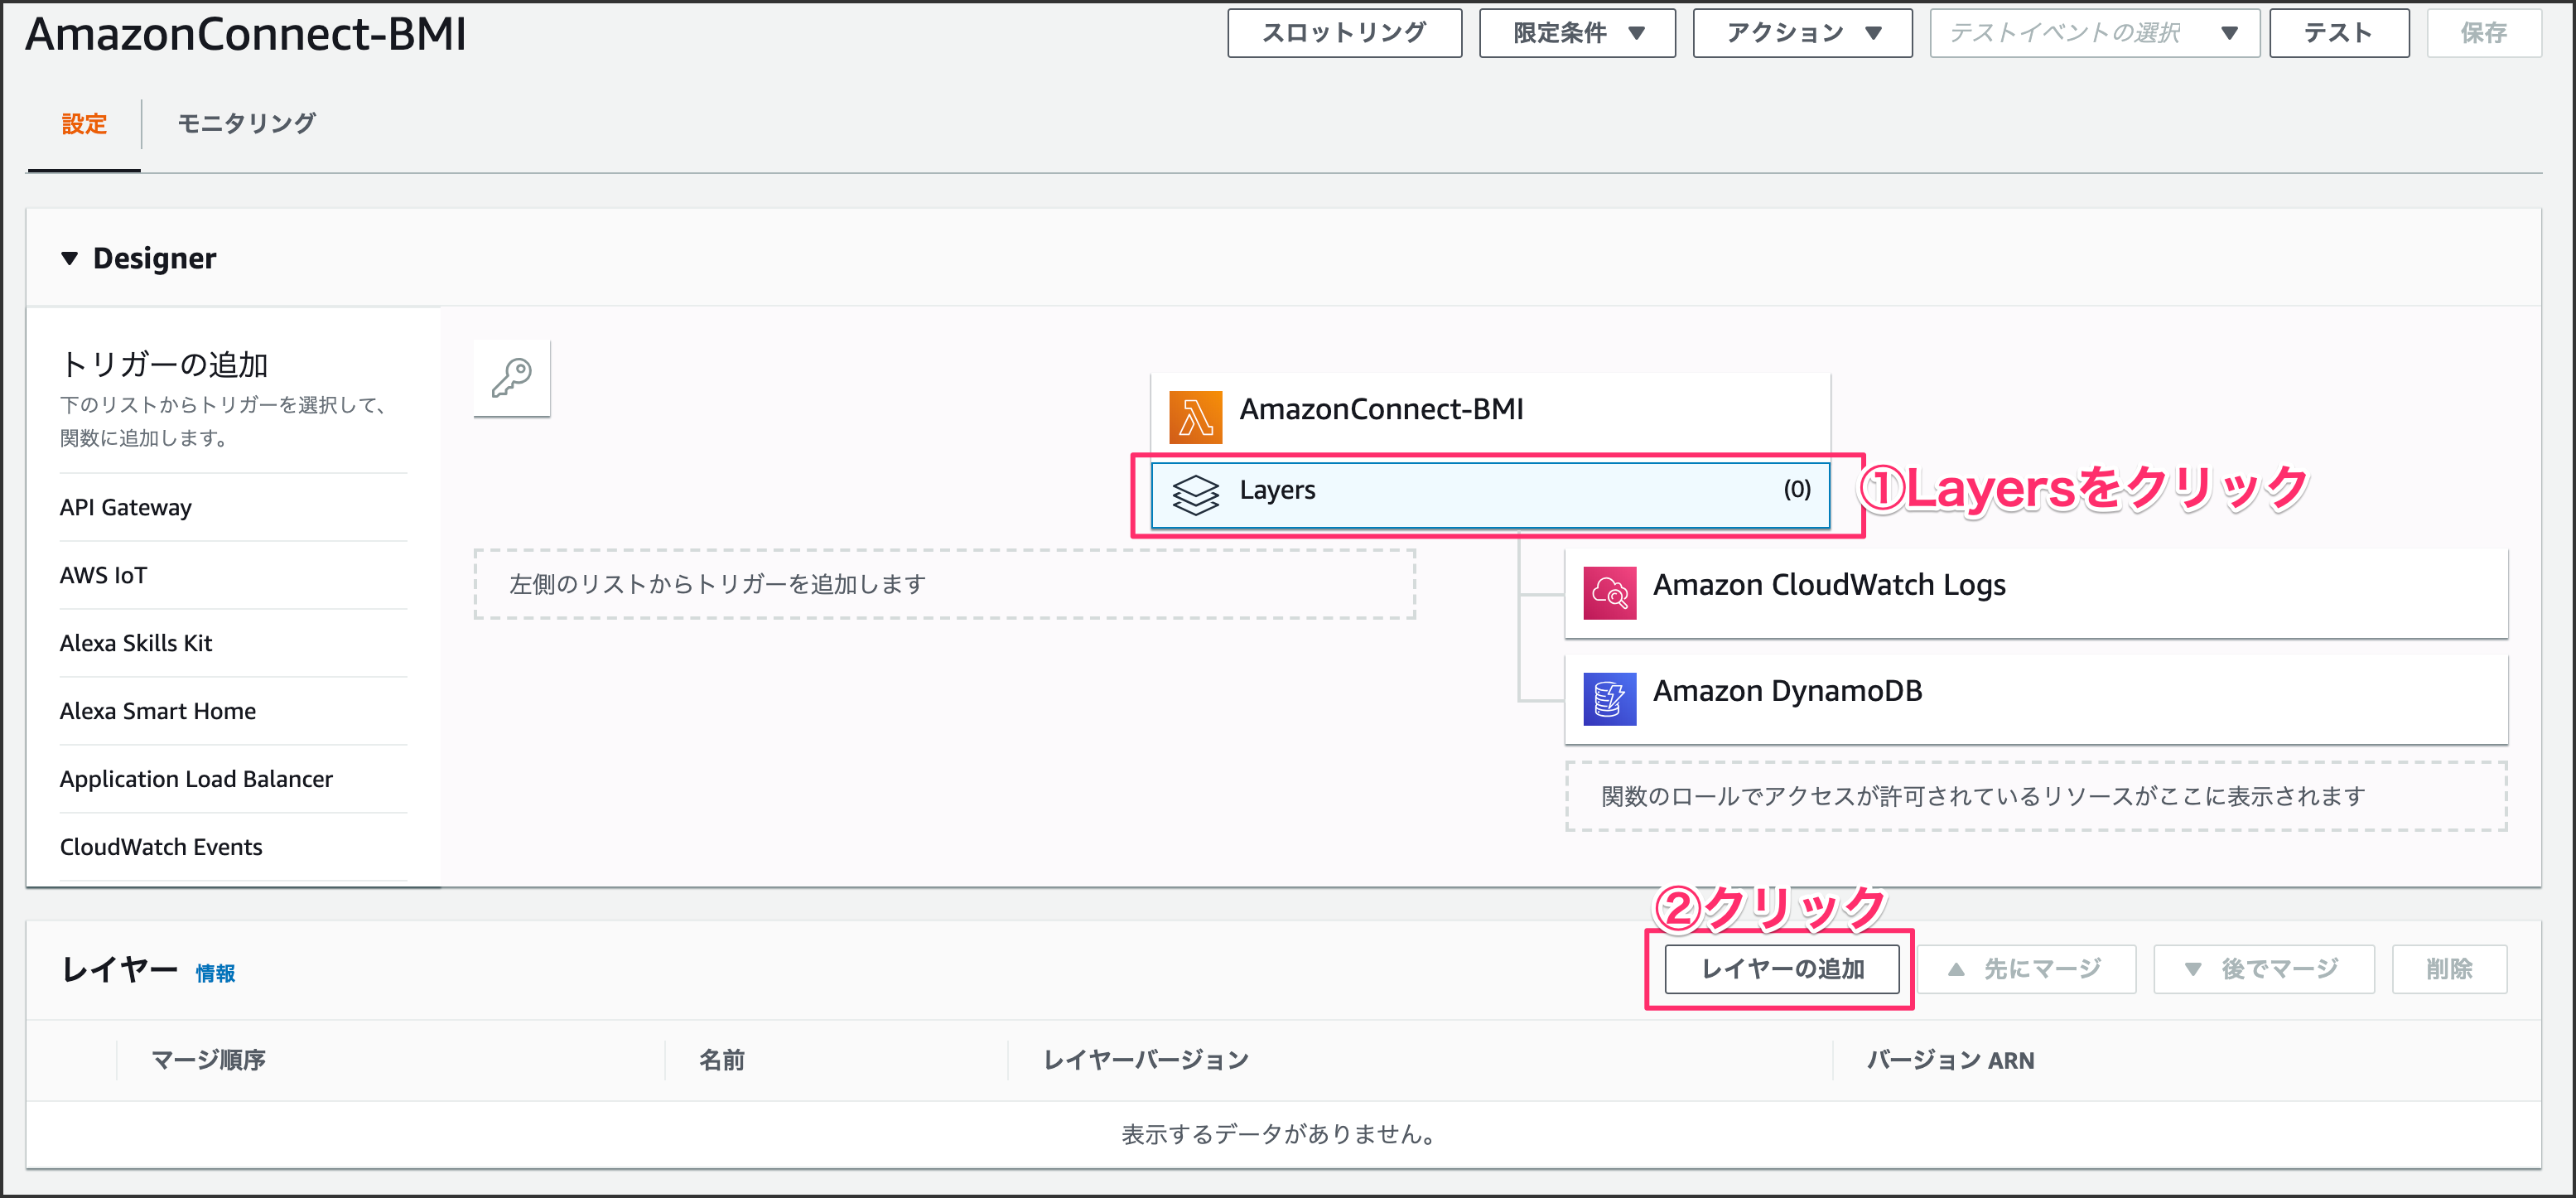 AmazonConnect-BMI
スロットリング
限定条件 ▼
アクション ▼
テストイベントの選択 ▼
テスト
保存
設定
モニタリング
▼ Designer
トリガーの追加
下のリストからトリガーを選択して、
関数に追加します。
API Gateway
AWS IoT
Alexa Skills Kit
Alexa Smart Home
Application Load Balancer
CloudWatch Events
AmazonConnect-BMI
Layers (0)
①Layersをクリック
左側のリストからトリガーを追加します
Amazon CloudWatch Logs
Amazon DynamoDB
関数のロールでアクセスが許可されているリソースがここに表示されます
②クリック
レイヤー 情報
レイヤーの追加
▲ 先にマージ
▼ 後でマージ
削除
マージ順序
名前
レイヤーバージョン
バージョン ARN
表示するデータがありません。